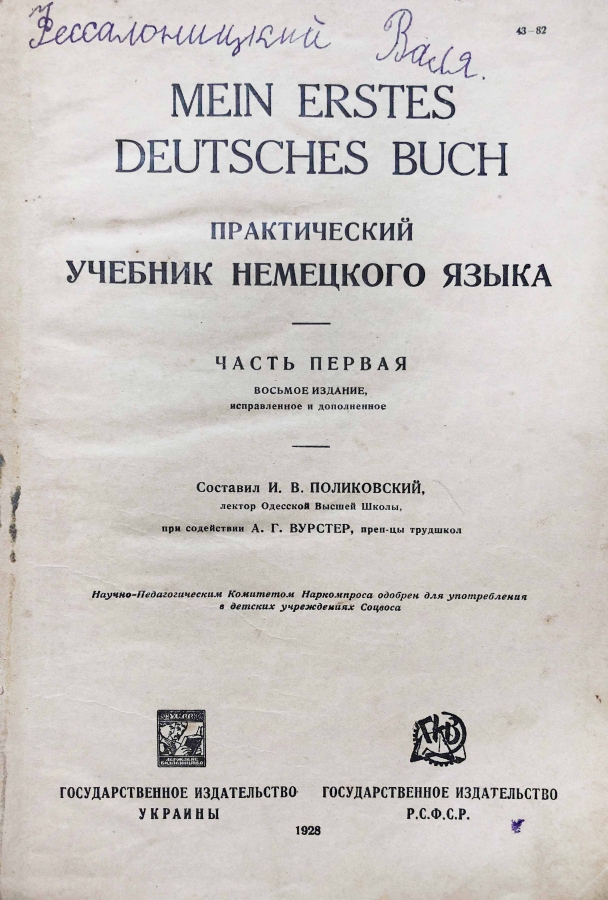 Фессалоницкий Валя.
43—82
MEIN ERSTES
DEUTSCHES BUCH
ПРАКТИЧЕСКИЙ
УЧЕБНИК НЕМЕЦКОГО ЯЗЫКА
ЧАСТЬ ПЕРВАЯ
ВОСЬМОЕ ИЗДАНИЕ,
исправленное и дополненное
Составил И. В. ПОЛИКОВСКИЙ,
лектор Одесской Высшей Школы,
при содействии А. Г. ВУРСТЕР, преп-цы трудшкол
Научно-Педагогическим Комитетом Наркомпроса одобрен для употребления
в детских учреждениях Соцвоса
ГОСУДАРСТВЕННОЕ ИЗДАТЕЛЬСТВО
УКРАИНЫ
ГОСУДАРСТВЕННОЕ ИЗДАТЕЛЬСТВО
Р.С.Ф.С.Р.
1928